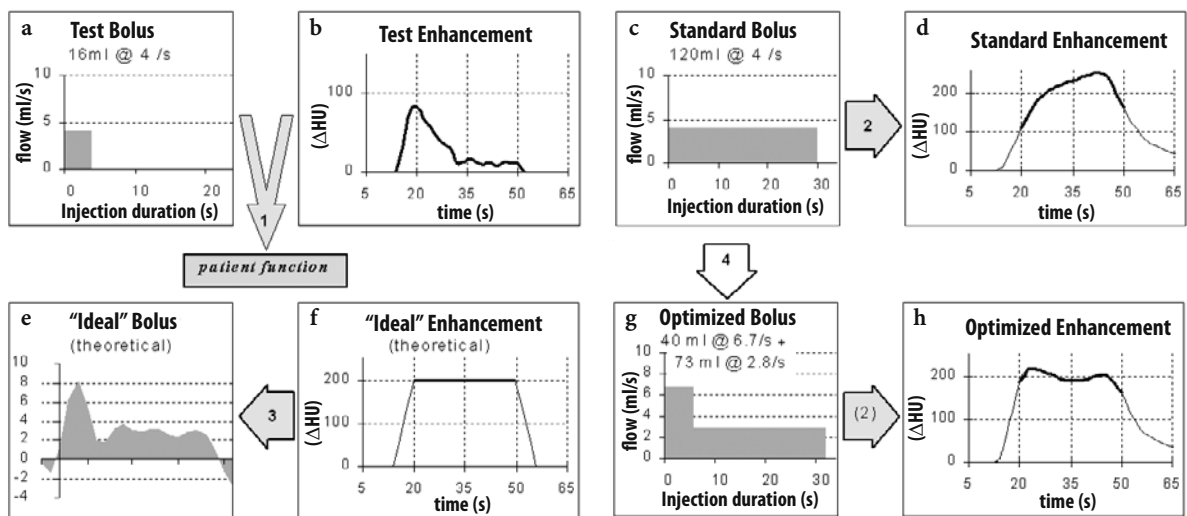 a Test Bolus
16ml @ 4 /s
10
5
0
flow (ml/s)
0 10 20
Injection duration (s)
b Test Enhancement
100
0
(ΔHU)
5 20 35 50 65
time (s)
1
patient function
c Standard Bolus
120ml @ 4/s
10
5
0
flow (ml/s)
0 10 20 30
Injection duration (s)
2
d Standard Enhancement
200
100
0
(ΔHU)
5 20 35 50 65
time (s)
4
e "Ideal" Bolus
(theoretical)
10
8
6
4
2
0
-2
-4
3
f "Ideal" Enhancement
(theoretical)
200
100
0
(ΔHU)
5 20 35 50 65
time (s)
g Optimized Bolus
40 ml @ 6.7/s +
73 ml @ 2.8/s
10
8
6
4
2
0
flow (ml/s)
0 10 20 30
Injection duration (s)
(2)
h Optimized Enhancement
200
100
0
(ΔHU)
5 20 35 50 65
time (s)